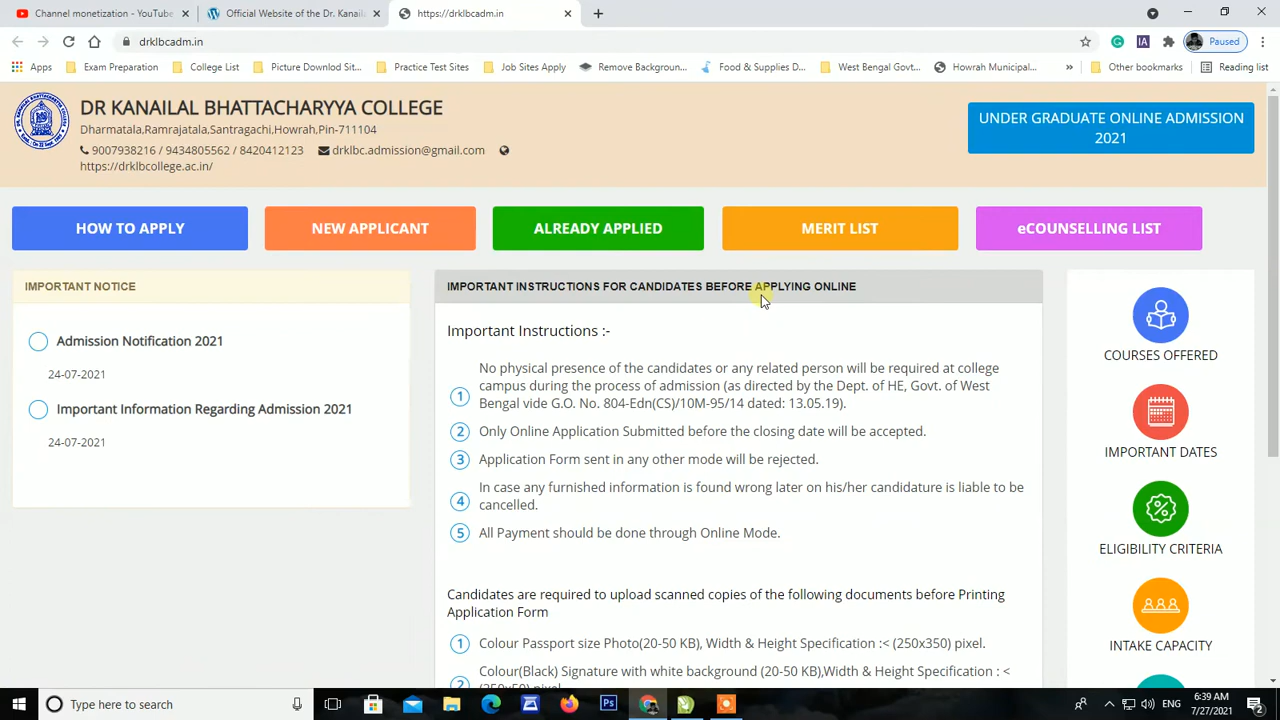 Channel monetization - YouTube
Official Website of the Dr. Kanail
https://drklbcadm.in
drklbcadm.in
Paused
Apps
Exam Preparation
College List
Picture Downlod Sit...
Practice Test Sites
Job Sites Apply
Remove Backgroun...
Food & Supplies D...
West Bengal Govt...
Howrah Municipal...
Other bookmarks
Reading list
DR KANAILAL BHATTACHARYYA COLLEGE
Dharmatala,Ramrajatala,Santragachi,Howrah,Pin-711104
9007938216 / 9434805562 / 8420412123 drklbc.admission@gmail.com
https://drklbcollege.ac.in/
UNDER GRADUATE ONLINE ADMISSION
2021
HOW TO APPLY
NEW APPLICANT
ALREADY APPLIED
MERIT LIST
eCOUNSELLING LIST
IMPORTANT NOTICE
Admission Notification 2021
24-07-2021
Important Information Regarding Admission 2021
24-07-2021
IMPORTANT INSTRUCTIONS FOR CANDIDATES BEFORE APPLYING ONLINE
Important Instructions :-
No physical presence of the candidates or any related person will be required at college
1 campus during the process of admission (as directed by the Dept. of HE, Govt. of West
Bengal vide G.O. No. 804-Edn(CS)/10M-95/14 dated: 13.05.19).
2 Only Online Application Submitted before the closing date will be accepted.
3 Application Form sent in any other mode will be rejected.
4 In case any furnished information is found wrong later on his/her candidature is liable to be
cancelled.
5 All Payment should be done through Online Mode.
Candidates are required to upload scanned copies of the following documents before Printing
Application Form
1 Colour Passport size Photo(20-50 KB), Width & Height Specification :< (250x350) pixel.
2 Colour(Black) Signature with white background (20-50 KB),Width & Height Specification : <
COURSES OFFERED
IMPORTANT DATES
ELIGIBILITY CRITERIA
INTAKE CAPACITY
Type here to search
ENG
6:39 AM
7/27/2021